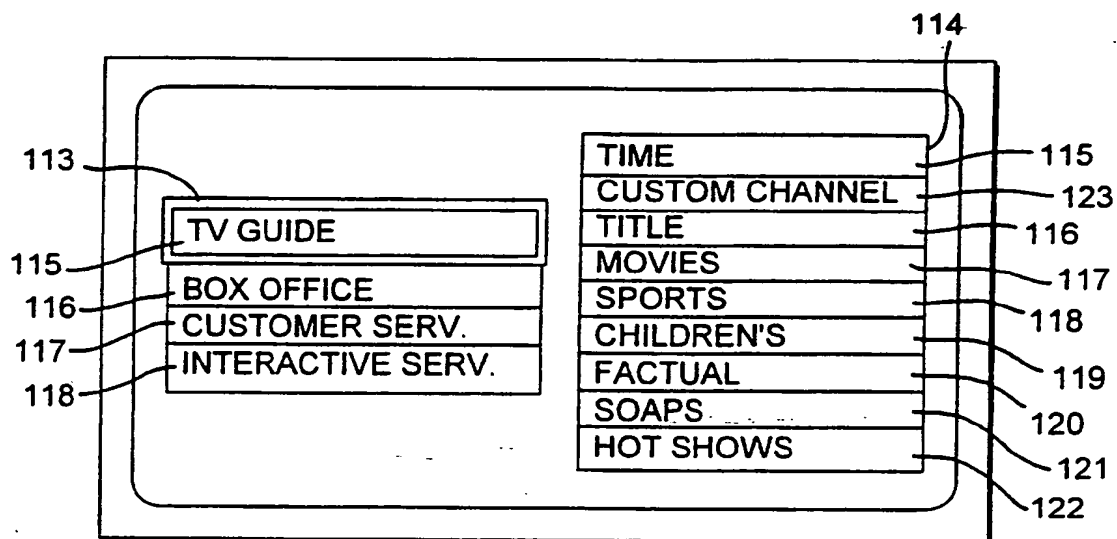 114
113
115
TV GUIDE
116
BOX OFFICE
117
CUSTOMER SERV.
118
INTERACTIVE SERV.
TIME
115
CUSTOM CHANNEL
123
TITLE
116
MOVIES
117
SPORTS
118
CHILDREN'S
119
FACTUAL
120
SOAPS
121
HOT SHOWS
122